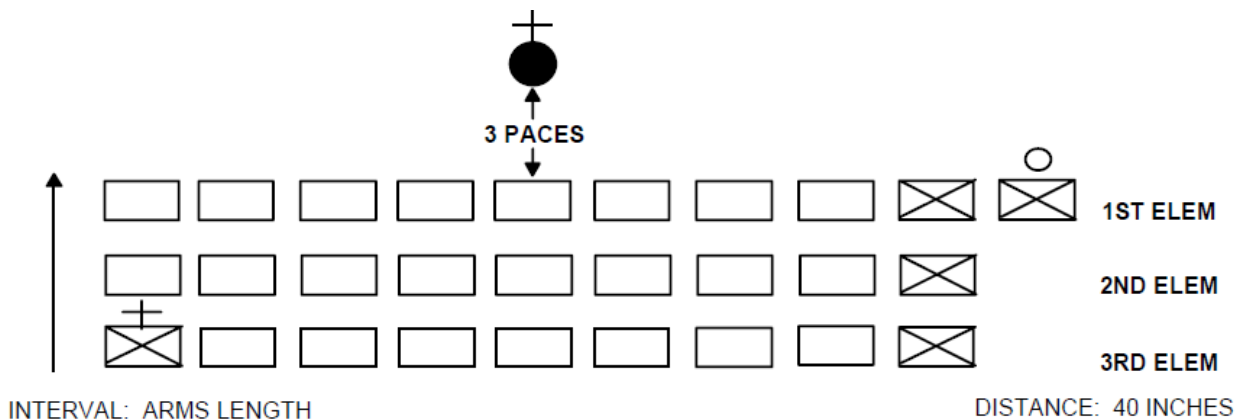 3 PACES
1ST ELEM
2ND ELEM
3RD ELEM
INTERVAL: ARMS LENGTH
DISTANCE: 40 INCHES